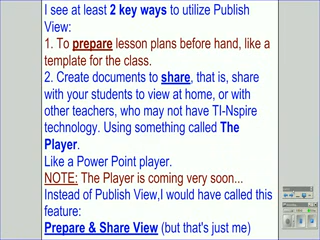 I see at least 2 key ways to utilize Publish
View:
1. To prepare lesson plans before hand, like a
template for the class.
2. Create documents to share, that is, share
with your students to view at home, or with
other teachers, who may not have TI-Nspire
technology. Using something called The
Player.
Like a Power Point player.
NOTE: The Player is coming very soon...
Instead of Publish View,I would have called this
feature:
Prepare & Share View (but that's just me)